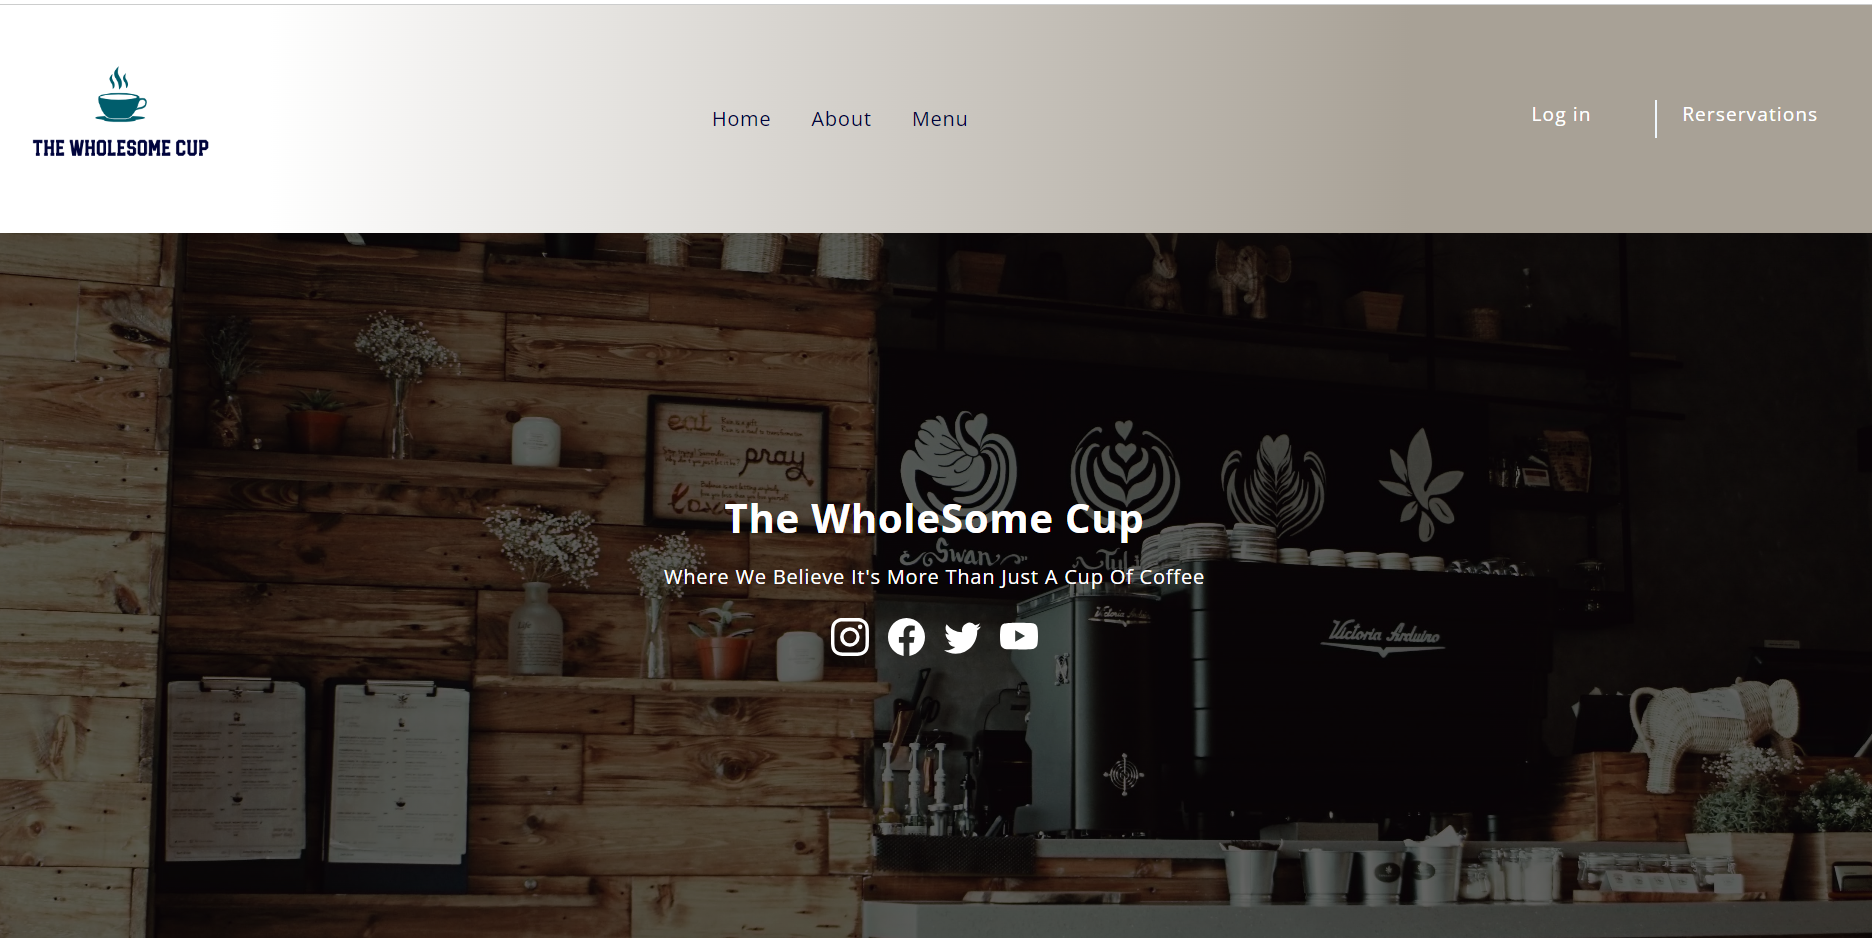 THE WHOLESOME CUP
Home About Menu
Log in
Rerservations
eat
pray
love
The WholeSome Cup
Swan
Where We Believe It's More Than Just A Cup Of Coffee
Victoria Arduino
Victoria Arduino